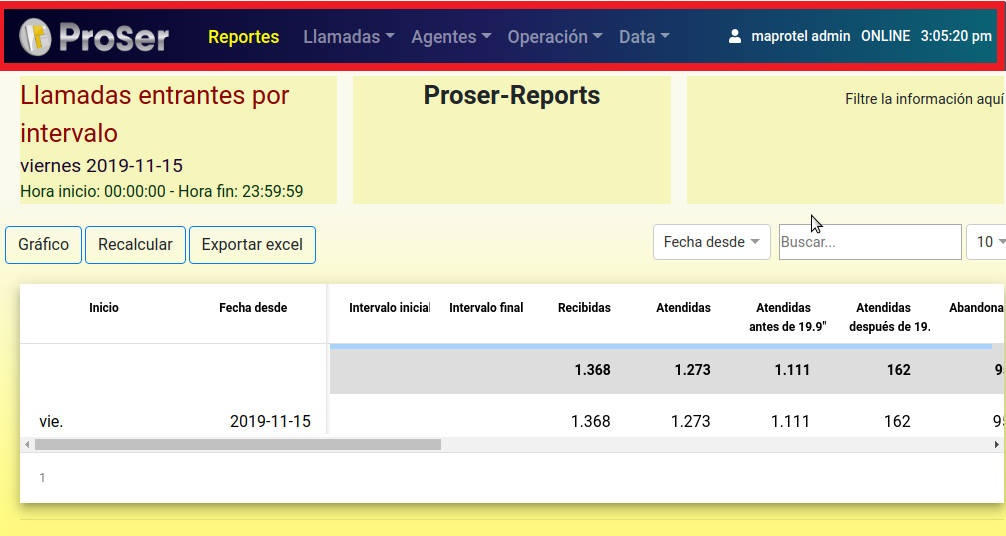 ProSer Reportes Llamadas Agentes Operación Data maprotel admin ONLINE 3:05:20 pm
Llamadas entrantes por
intervalo
viernes 2019-11-15
Hora inicio: 00:00:00 - Hora fin: 23:59:59
Proser-Reports
Filtre la información aquí
Gráfico Recalcular Exportar excel Fecha desde Buscar... 10
Inicio Fecha desde Intervalo inicial Intervalo final Recibidas Atendidas Atendidas Atendidas Abandona
antes de 19.9" después de 19.
1.368 1.273 1.111 162 9
vie. 2019-11-15 1.368 1.273 1.111 162 95
1